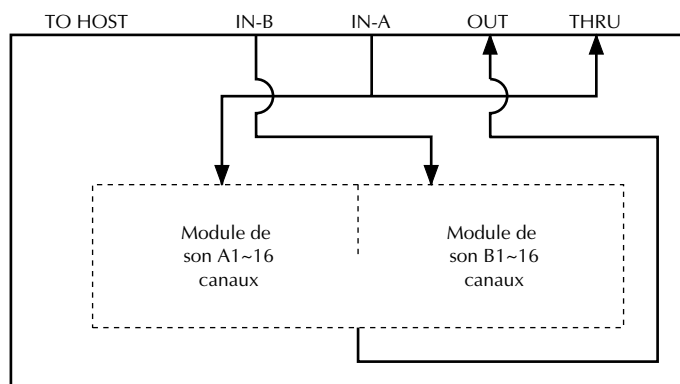 TO HOST IN-B IN-A OUT THRU
Module de
son A1~16
canaux
Module de
son B1~16
canaux